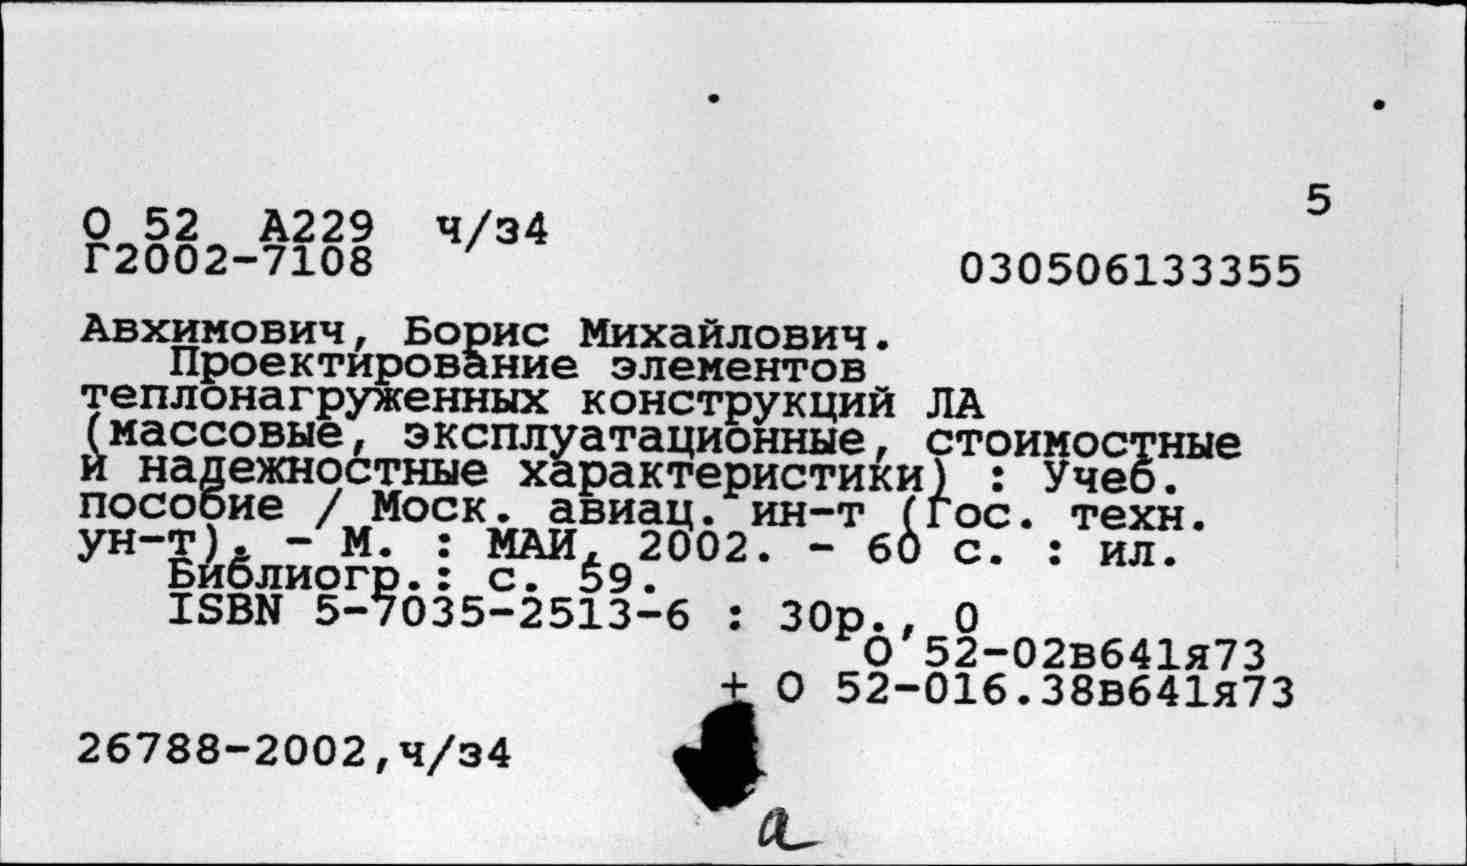 5
О 52 А229 ч/з4
Г2002-7108
030506133355
Авхимович, Борис Михайлович.
Проектирование элементов
теплонагруженных конструкций ЛА
(массовые, эксплуатационные, стоимостные
и надежностные характеристики) : Учеб.
пособие / Моск. авиац. ин-т (Гос. техн.
ун-т). - М. : МАИ, 2002. - 60 с. : ил.
Библиогр.: с. 59.
ISBN 5-7035-2513-6 : 30р., 0
О 52-02в641я73
+ О 52-016.38в641я73
26788-2002,ч/з4
a